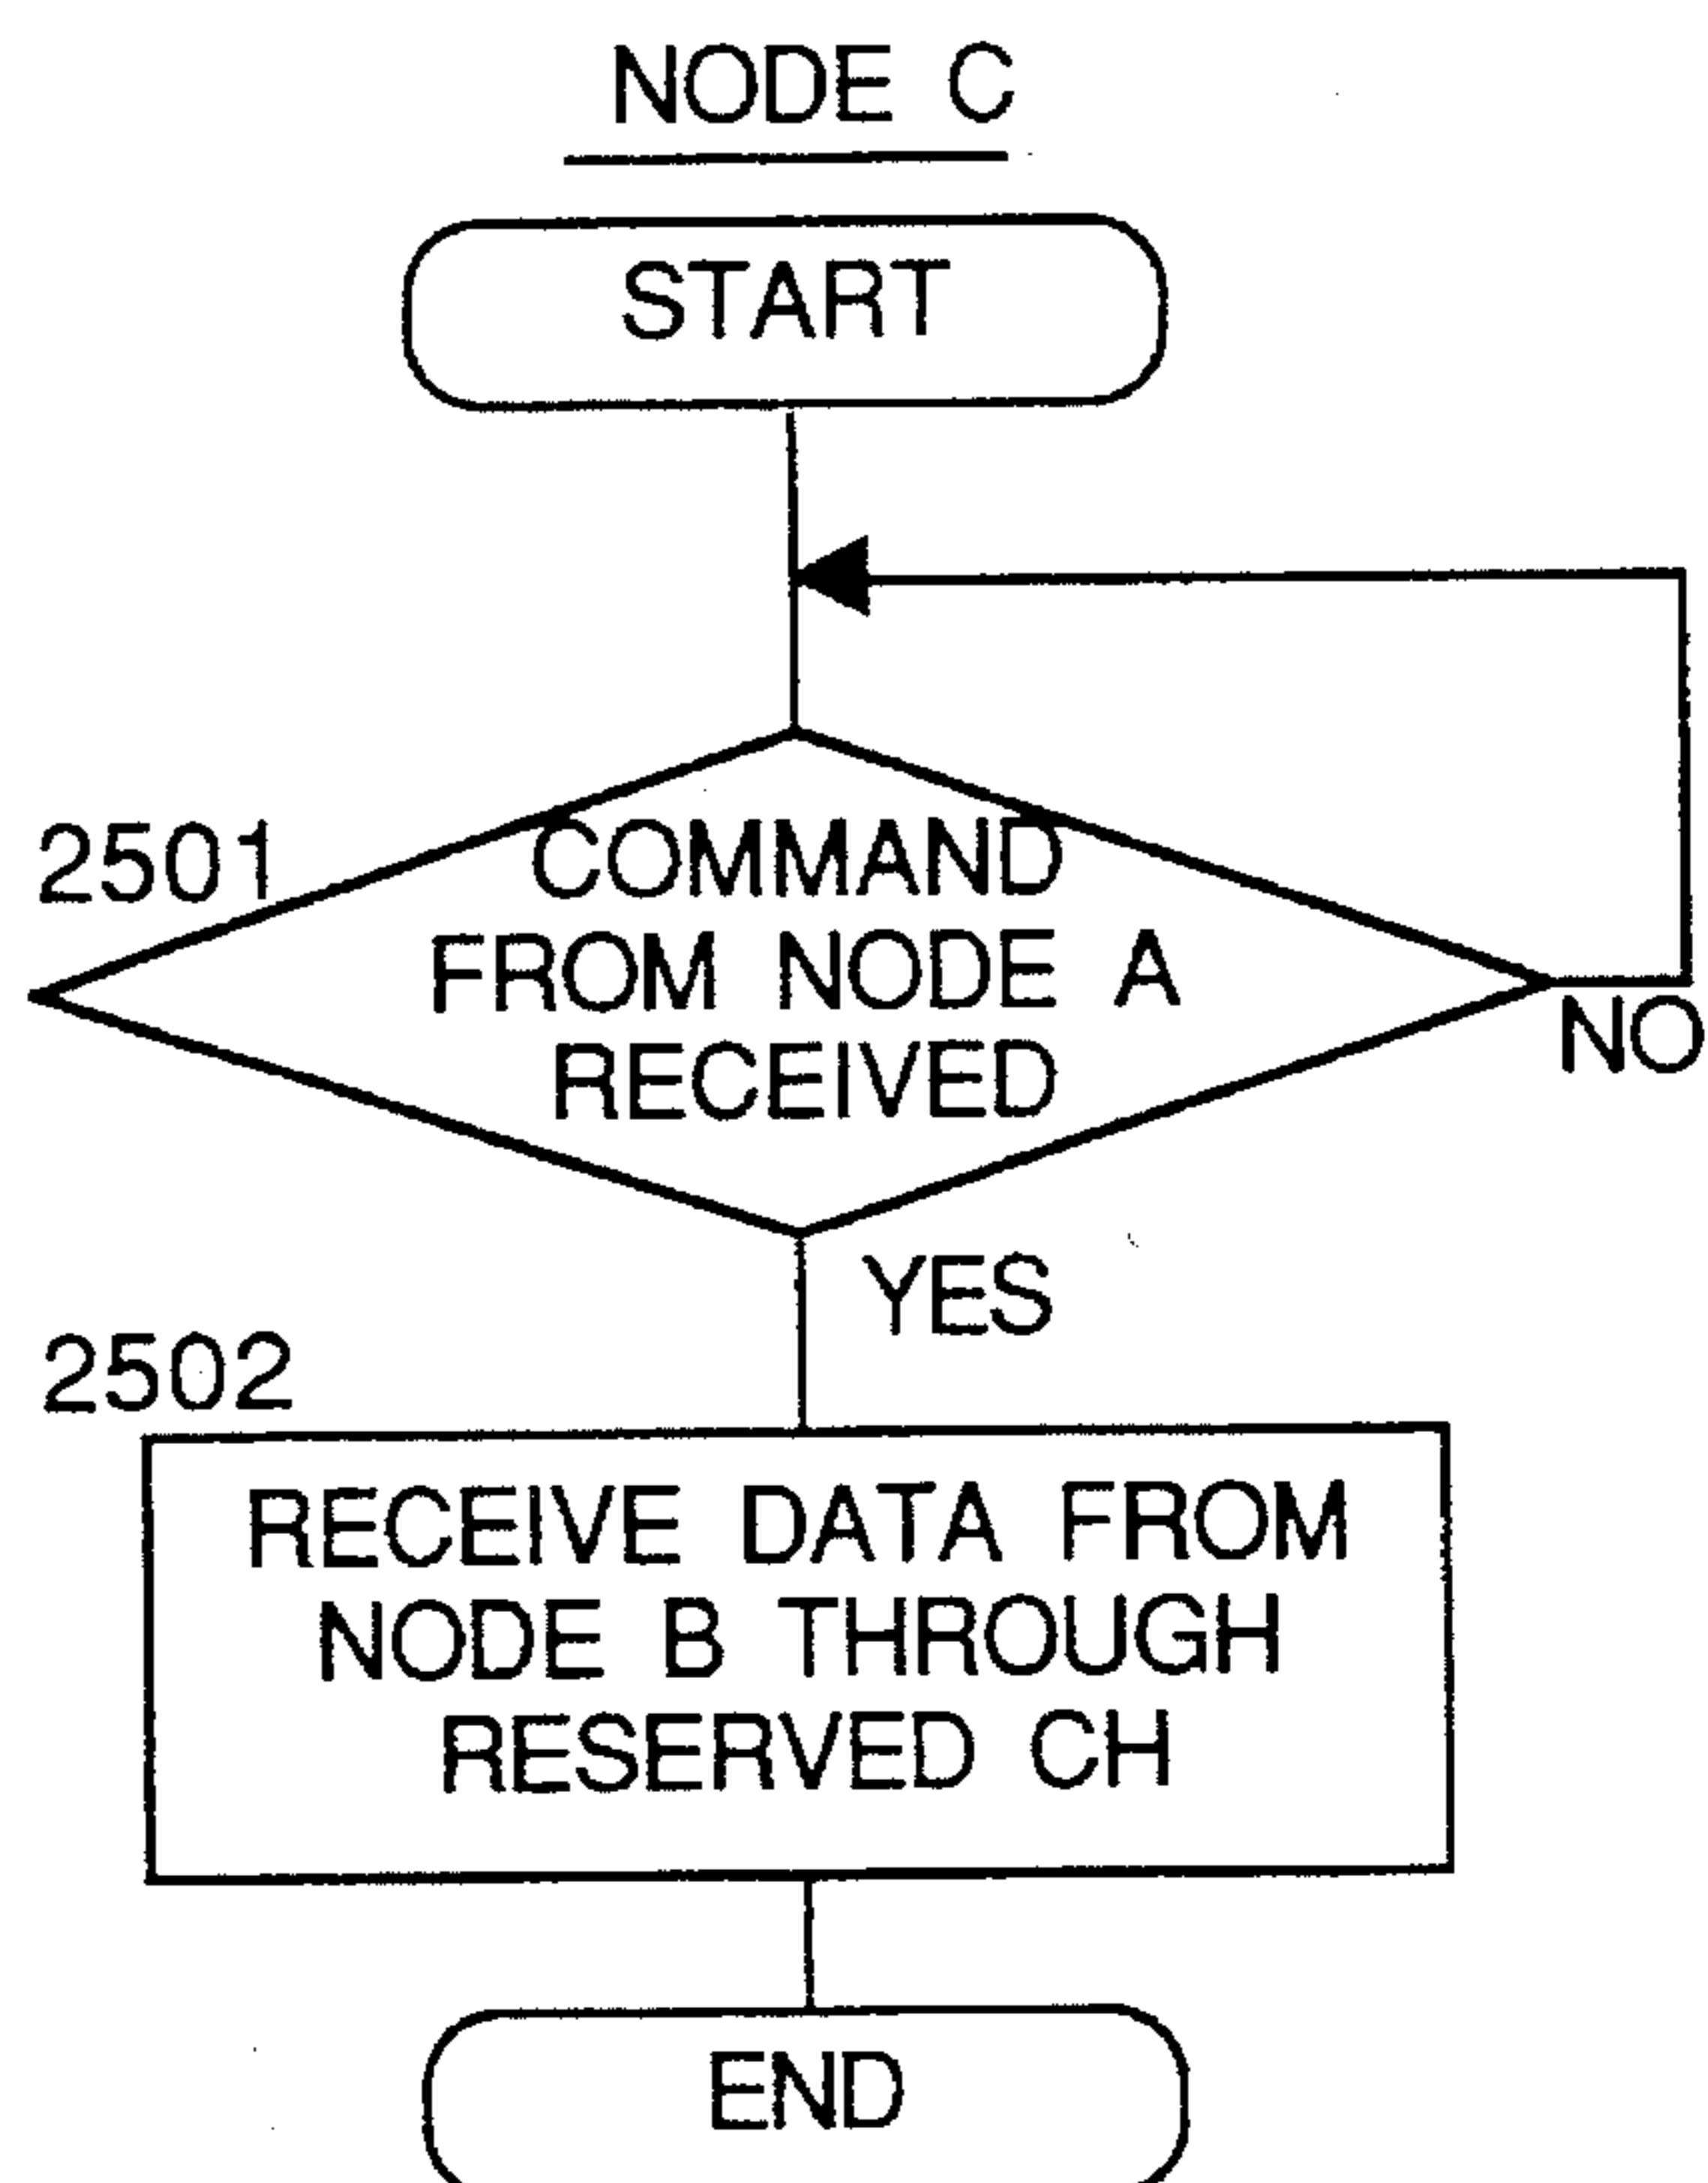 NODE C
START
2501
COMMAND
FROM NODE A
RECEIVED
NO
YES
2502
RECEIVE DATA FROM
NODE B THROUGH
RESERVED CH
END